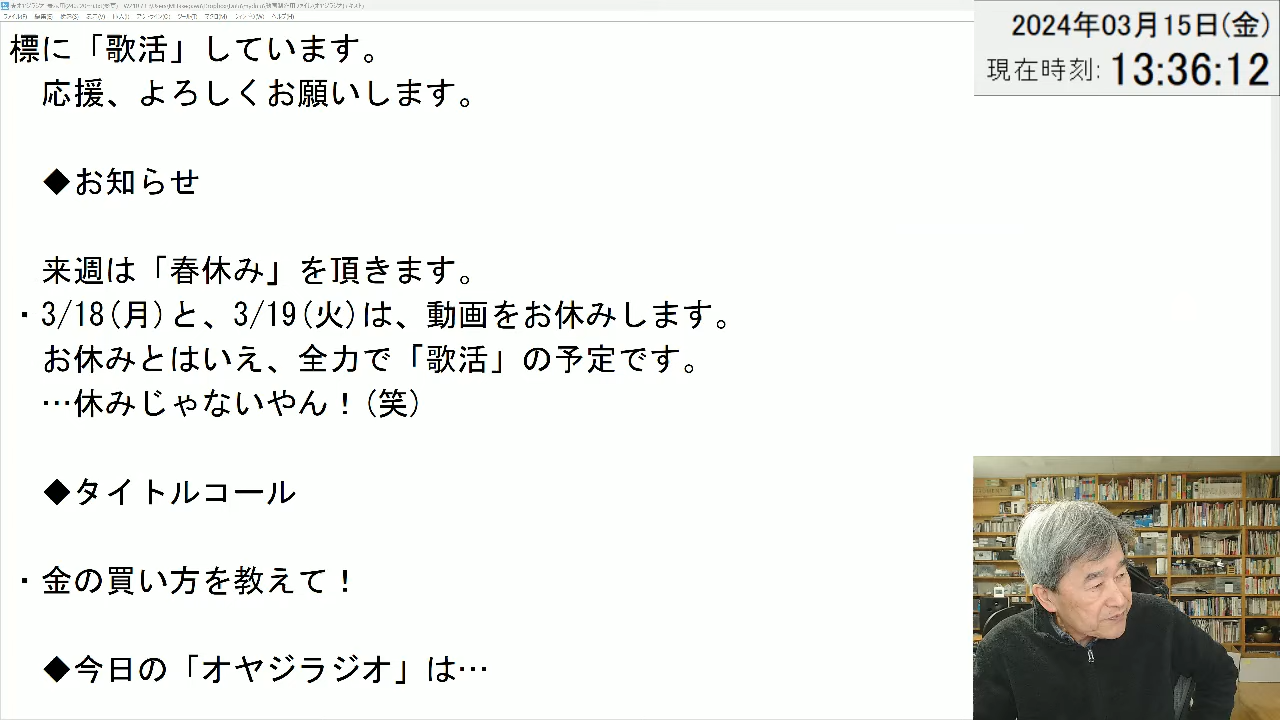 2024年03月15日(金)
現在時刻: 13:36:12
標に「歌活」しています。
応援、よろしくお願いします。
◆お知らせ
来週は「春休み」を頂きます。
・3/18(月)と、3/19(火)は、動画をお休みします。
お休みとはいえ、全力で「歌活」の予定です。
…休みじゃないやん！(笑)
◆タイトルコール
・金の買い方を教えて！
◆今日の「オヤジラジオ」は…